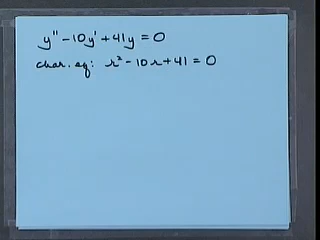 y'' - 10y' + 41y = 0
char. eq: r² - 10r + 41 = 0